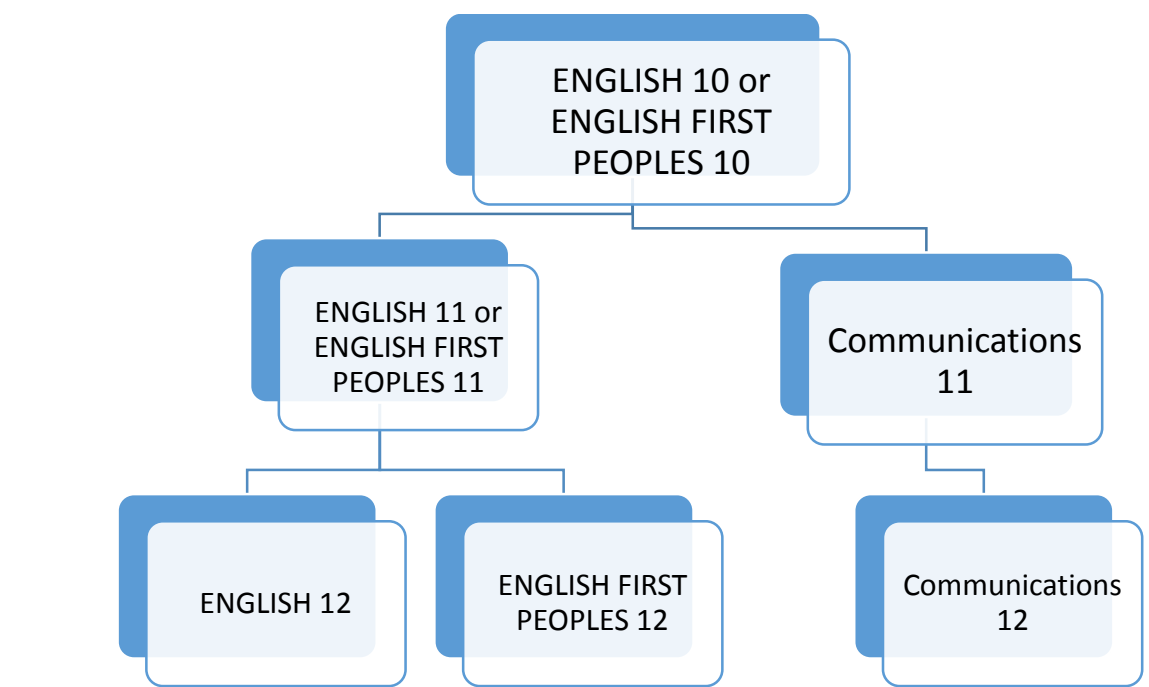 ENGLISH 10 or
ENGLISH FIRST
PEOPLES 10
ENGLISH 11 or
ENGLISH FIRST
PEOPLES 11
Communications
11
ENGLISH 12
ENGLISH FIRST
PEOPLES 12
Communications
12